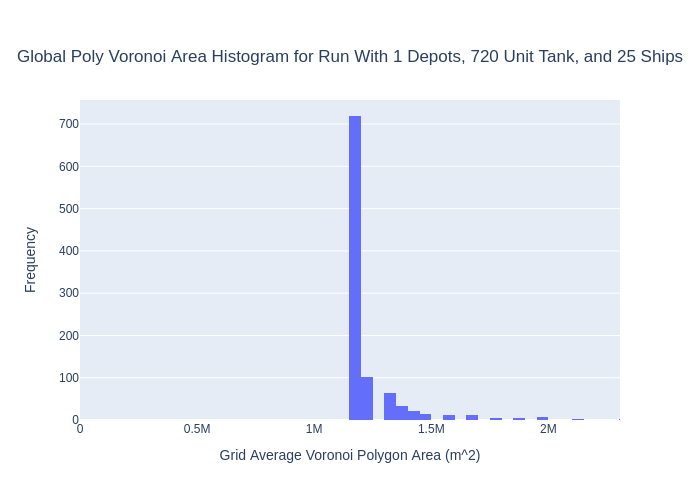 Global Poly Voronoi Area Histogram for Run With 1 Depots, 720 Unit Tank, and 25 Ships
700
600
500
400
300
200
100
0
Frequency
0 0.5M 1M 1.5M 2M
Grid Average Voronoi Polygon Area (m^2)